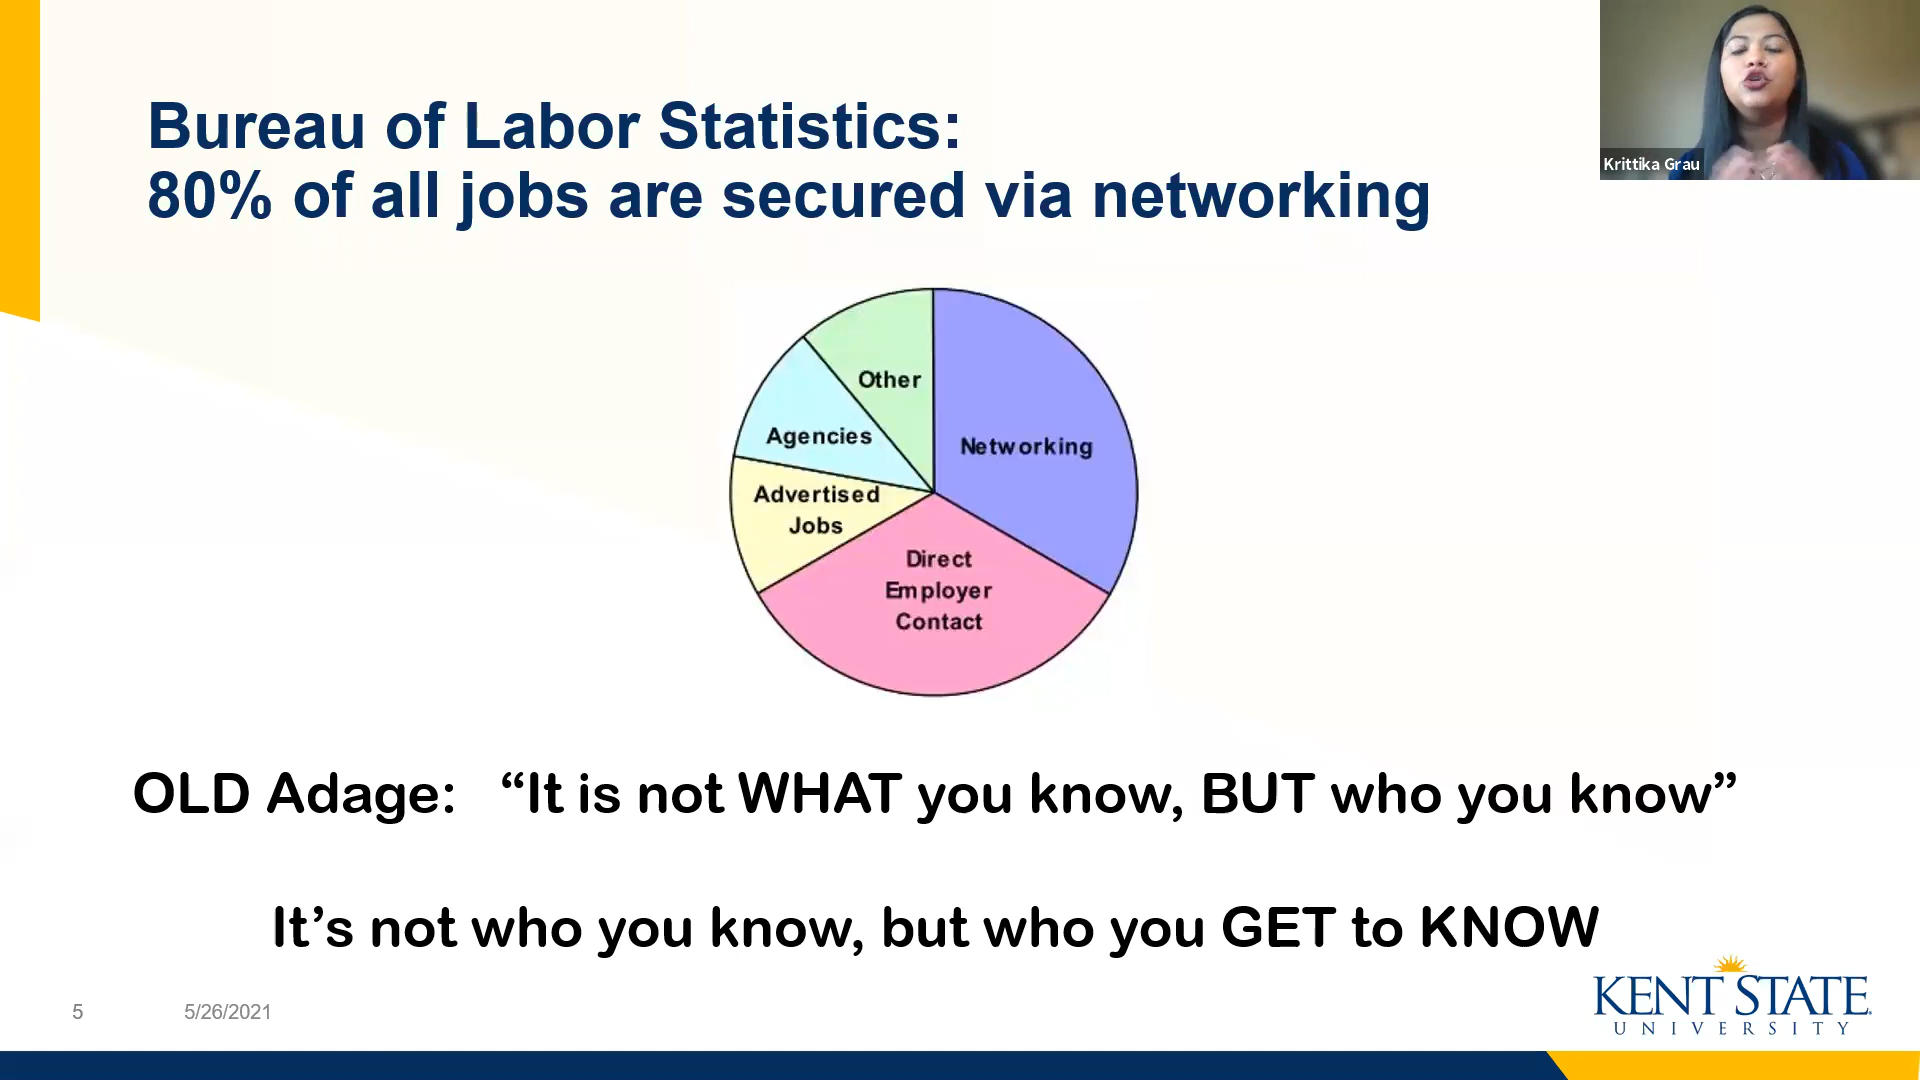 Bureau of Labor Statistics:
80% of all jobs are secured via networking
Krittika Grau
Other
Networking
Agencies
Advertised
Jobs
Direct
Employer
Contact
OLD Adage: “It is not WHAT you know, BUT who you know”
It’s not who you know, but who you GET to KNOW
5 5/26/2021
KENT STATE
UNIVERSITY